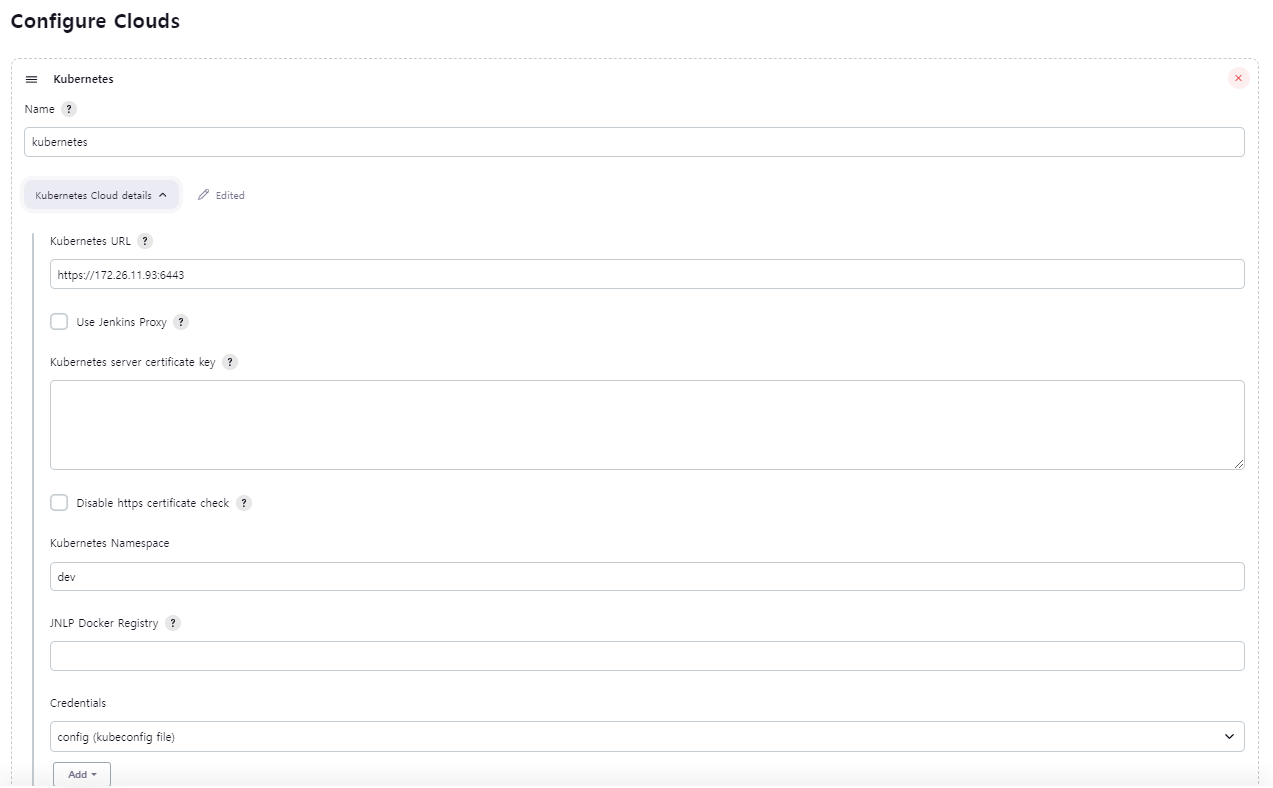 Configure Clouds
Kubernetes
Name ?
kubernetes
Kubernetes Cloud details Edited
Kubernetes URL ?
https://172.26.11.93:6443
Use Jenkins Proxy ?
Kubernetes server certificate key ?
Disable https certificate check ?
Kubernetes Namespace
dev
JNLP Docker Registry ?
Credentials
config (kubeconfig file)
Add